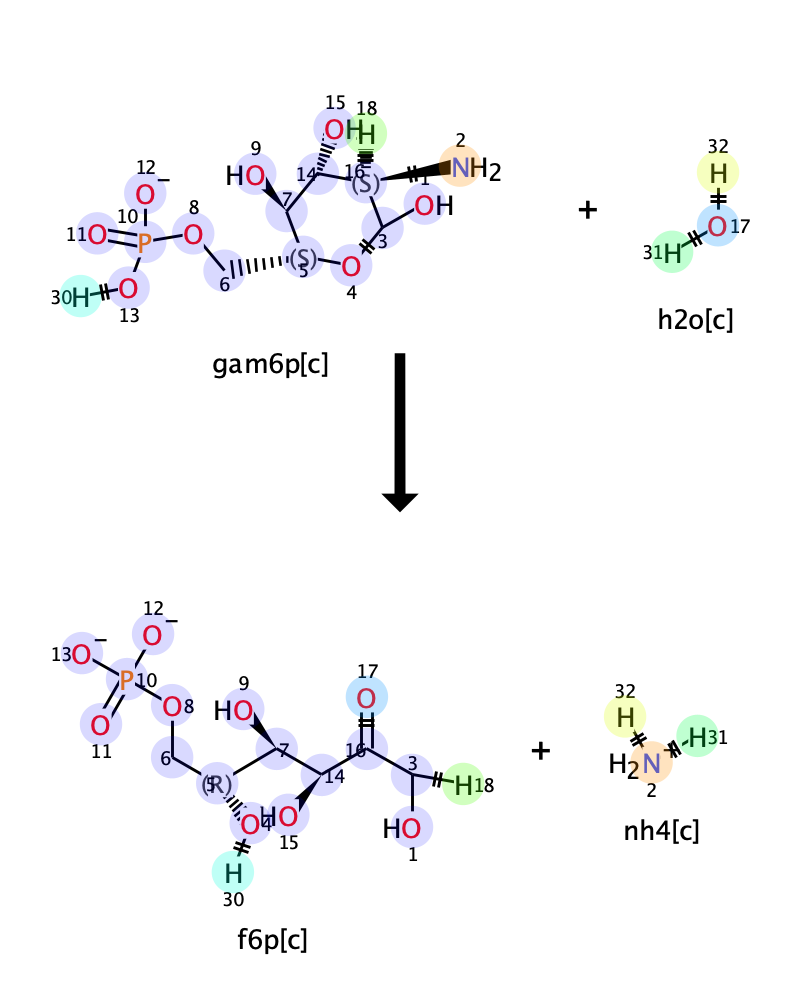 15 18
OH H
12 9 2
O− HO 14 16 (S) NH2
1
10 8 7 OH
11 O P O (S) O 3
30 H O 6 5 4
13
+
32
H
O 17
31 H
h2o[c]
gam6p[c]
12
O−
13 O− P 10 O 8
O
11
9 17
HO O
6 7 16 3
5 (R) 14 H 18
O 4 HO HO
15 1
H
30
f6p[c]
+
32
H H 31
H2N
2
nh4[c]